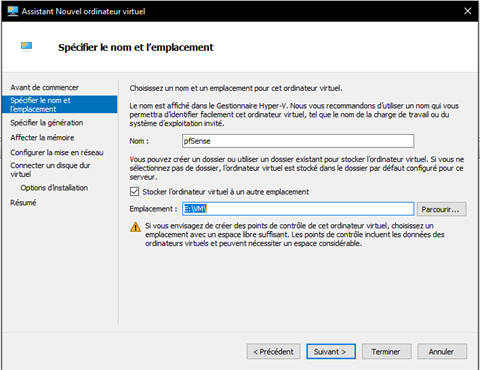 Assistant Nouvel ordinateur virtuel
Spécifier le nom et l'emplacement
Avant de commencer
Spécifier le nom et
l'emplacement
Spécifier la génération
Affecter la mémoire
Configurer la mise en réseau
Connecter un disque dur
virtuel
Options d'installation
Résumé
Choisissez un nom et un emplacement pour cet ordinateur virtuel.
Le nom est affiché dans le Gestionnaire Hyper-V. Nous vous recommandons d'utiliser un nom qui vous
permettra d'identifier facilement cet ordinateur virtuel, tel que le nom de la charge de travail ou du
système d'exploitation invité.
Nom : pfSense
Vous pouvez créer un dossier ou utiliser un dossier existant pour stocker l'ordinateur virtuel. Si vous ne
sélectionnez pas de dossier, l'ordinateur virtuel est stocké dans le dossier par défaut configuré pour ce
serveur.
Stocker l'ordinateur virtuel à un autre emplacement
Emplacement : E:\VM\ Parcourir...
Si vous envisagez de créer des points de contrôle de cet ordinateur virtuel, choisissez un
emplacement avec un espace libre suffisant. Les points de contrôle incluent les données des
ordinateurs virtuels et peuvent nécessiter un espace considérable.
< Précédent Suivant > Terminer Annuler